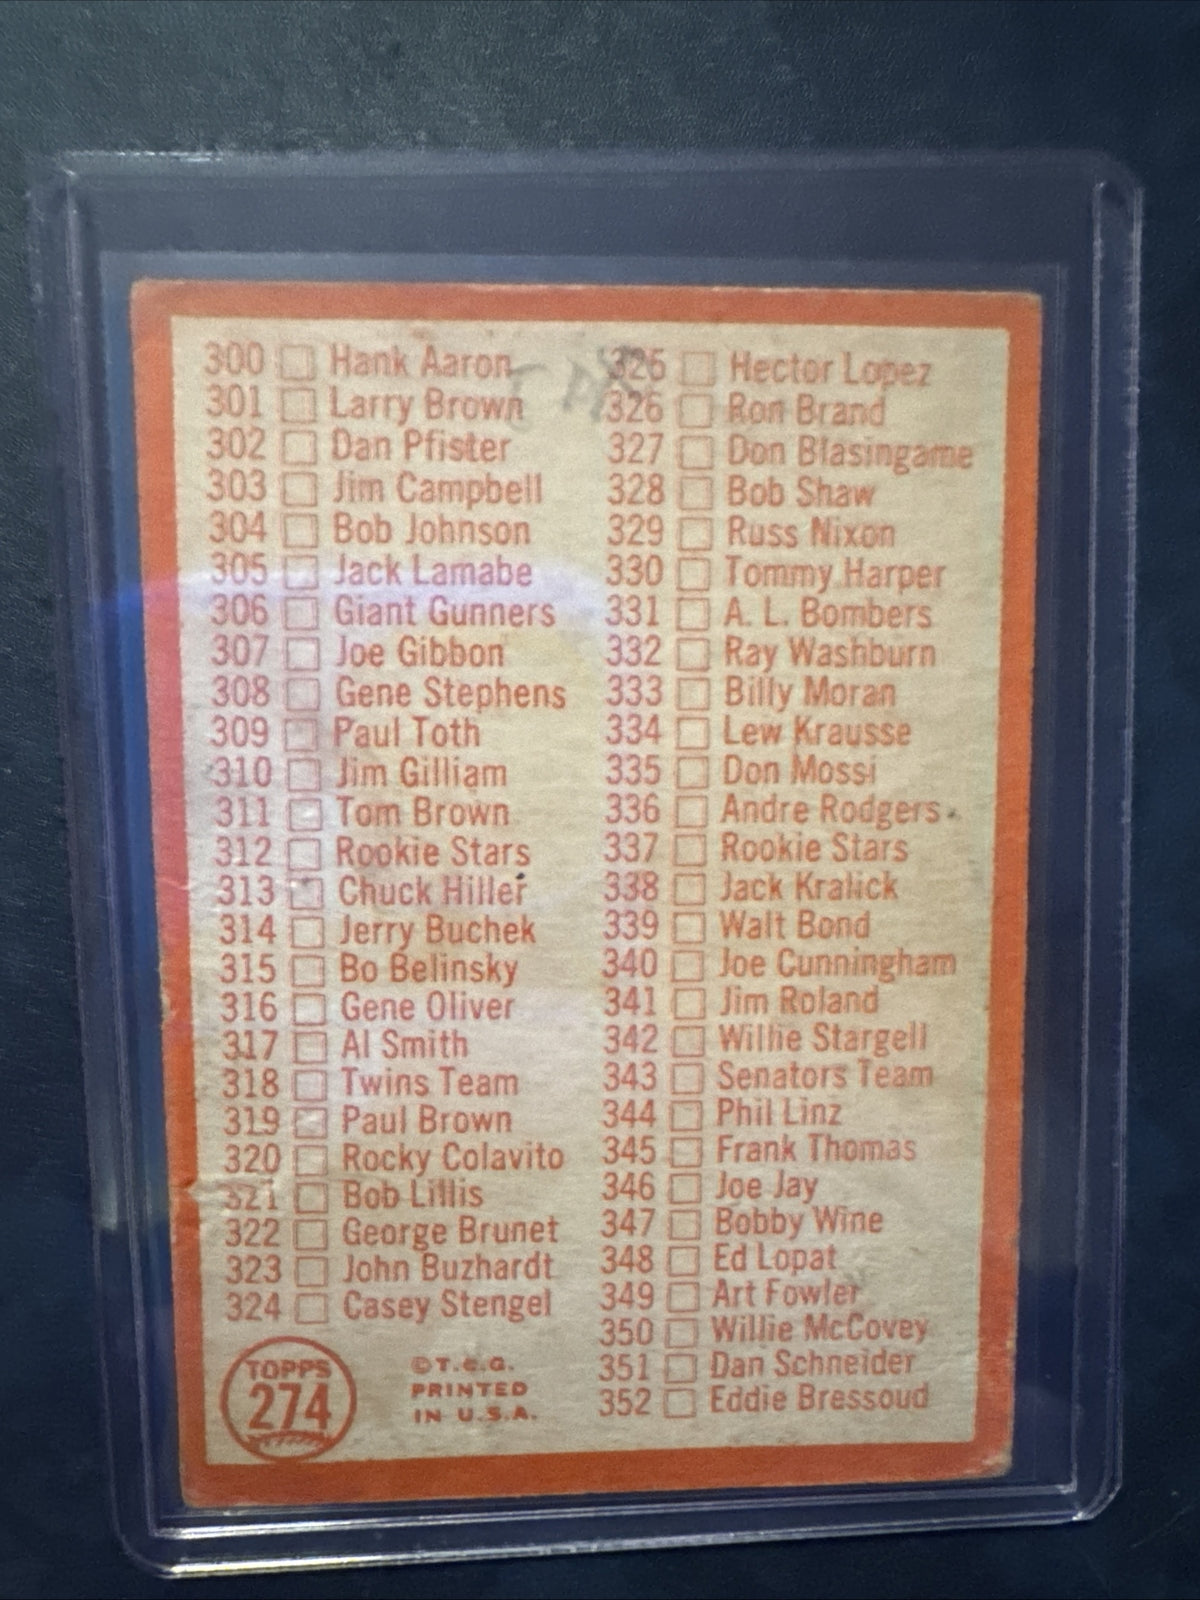 300 Hank Aaron
301 Larry Brown
302 Dan Pfister
303 Jim Campbell
304 Bob Johnson
305 Jack Lamabe
306 Giant Gunners
307 Joe Gibbon
308 Gene Stephens
309 Paul Toth
310 Jim Gilliam
311 Tom Brown
312 Rookie Stars
313 Chuck Hiller
314 Jerry Buchek
315 Bo Belinsky
316 Gene Oliver
317 Al Smith
318 Twins Team
319 Paul Brown
320 Rocky Colavito
321 Bob Lillis
322 George Brunet
323 John Buzhardt
324 Casey Stengel
TOPPS
274
©T.C.G.
PRINTED
IN U.S.A.
325 Hector Lopez
326 Ron Brand
327 Don Blasingame
328 Bob Shaw
329 Russ Nixon
330 Tommy Harper
331 A. L. Bombers
332 Ray Washburn
333 Billy Moran
334 Lew Krausse
335 Don Mossi
336 Andre Rodgers
337 Rookie Stars
338 Jack Kralick
339 Walt Bond
340 Joe Cunningham
341 Jim Roland
342 Willie Stargell
343 Senators Team
344 Phil Linz
345 Frank Thomas
346 Joe Jay
347 Bobby Wine
348 Ed Lopat
349 Art Fowler
350 Willie McCovey
351 Dan Schneider
352 Eddie Bressoud